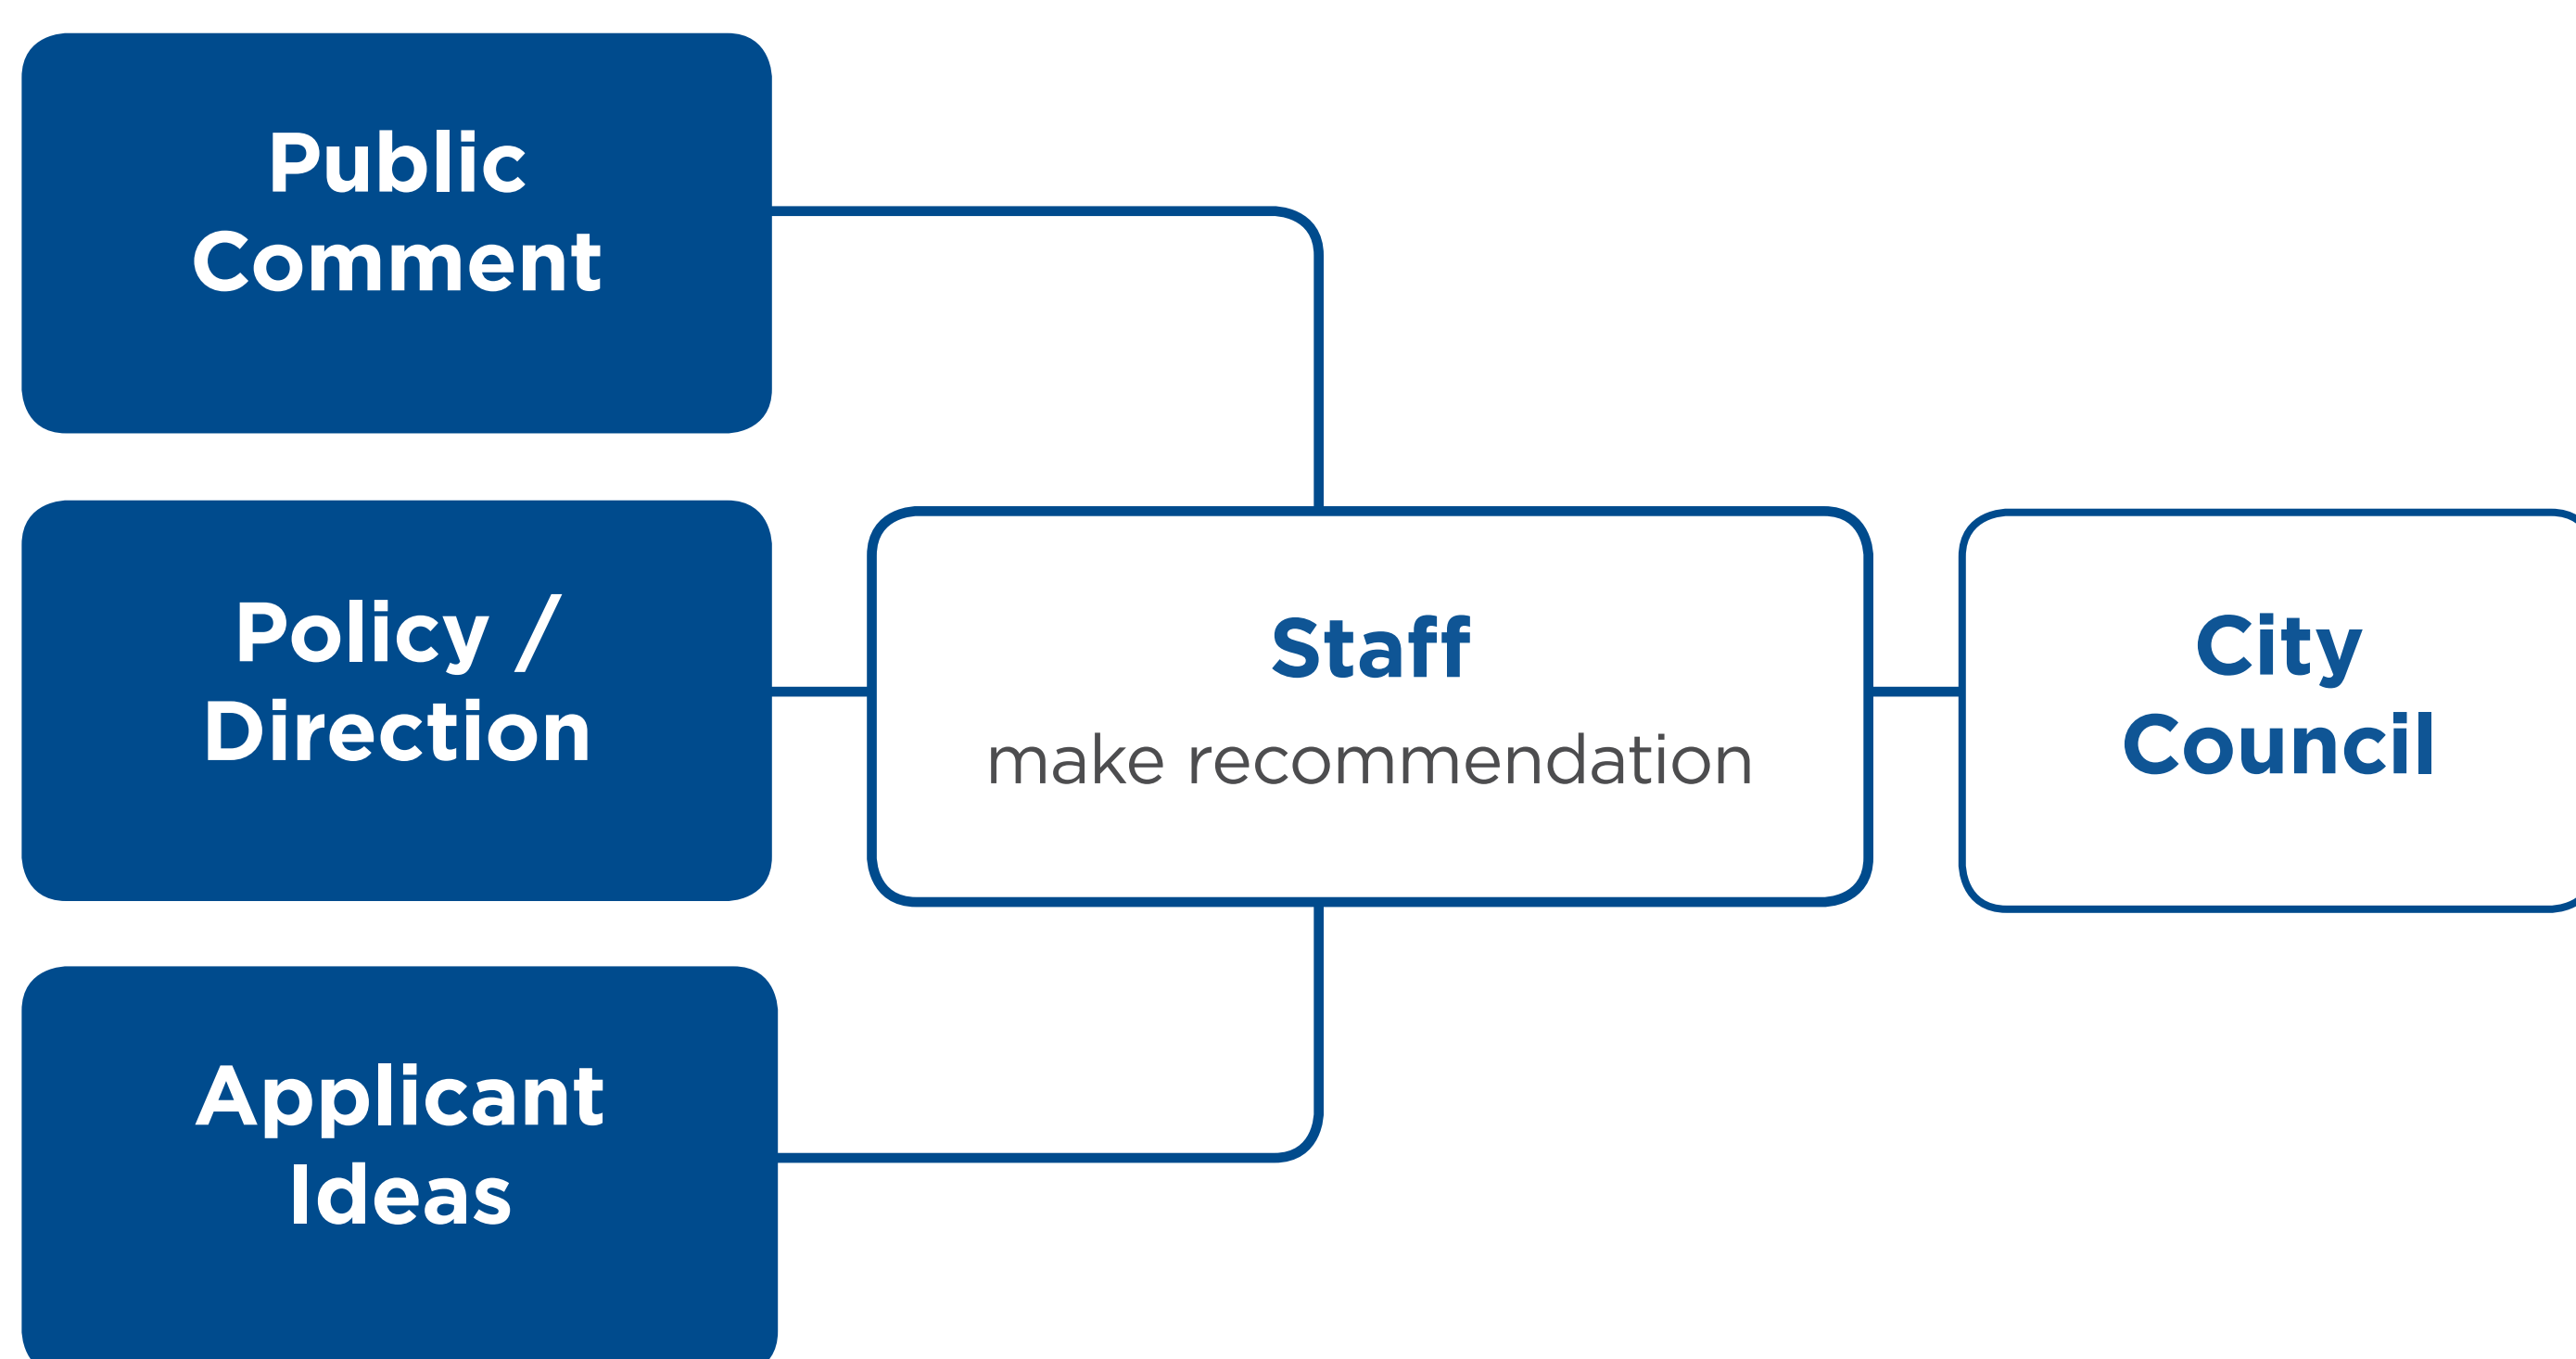 Public
Comment
Policy /
Direction
Applicant
Ideas
Staff
make recommendation
City
Council